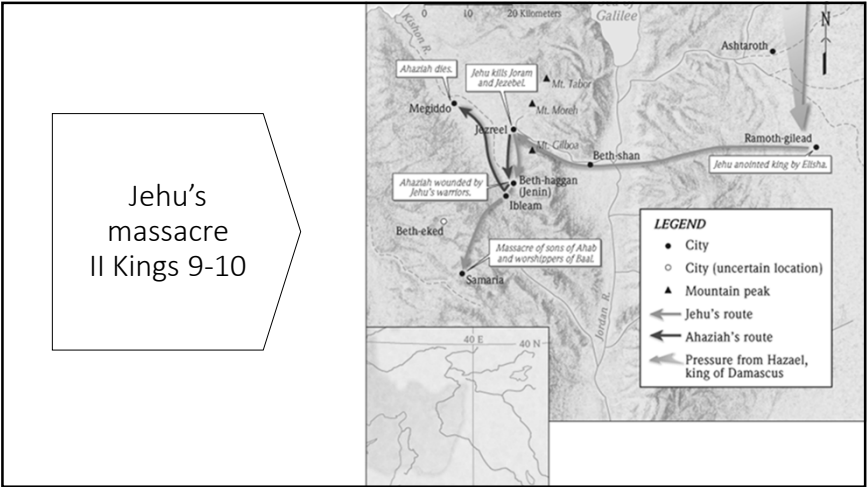 Jehu's
massacre
II Kings 9-10
0 10 20 Kilometers
Galilee
N
Kishon R.
Ashtaroth
Ahaziah dies.
Jehu kills Joram
and Jezebel.
Mt. Tabor
Megiddo
Mt. Moreh
Jezreel
Ramoth-gilead
Mt. Gilboa
Beth-shan
Jehu anointed king by Elisha.
Ahaziah wounded by
Jehu's warriors.
Beth-haggan
(Jenin)
Ibleam
Beth-eked
Massacre of sons of Ahab
and worshippers of Baal.
Samaria
Jordan R.
LEGEND
City
City (uncertain location)
Mountain peak
Jehu's route
Ahaziah's route
Pressure from Hazael,
king of Damascus
40 E
40 N